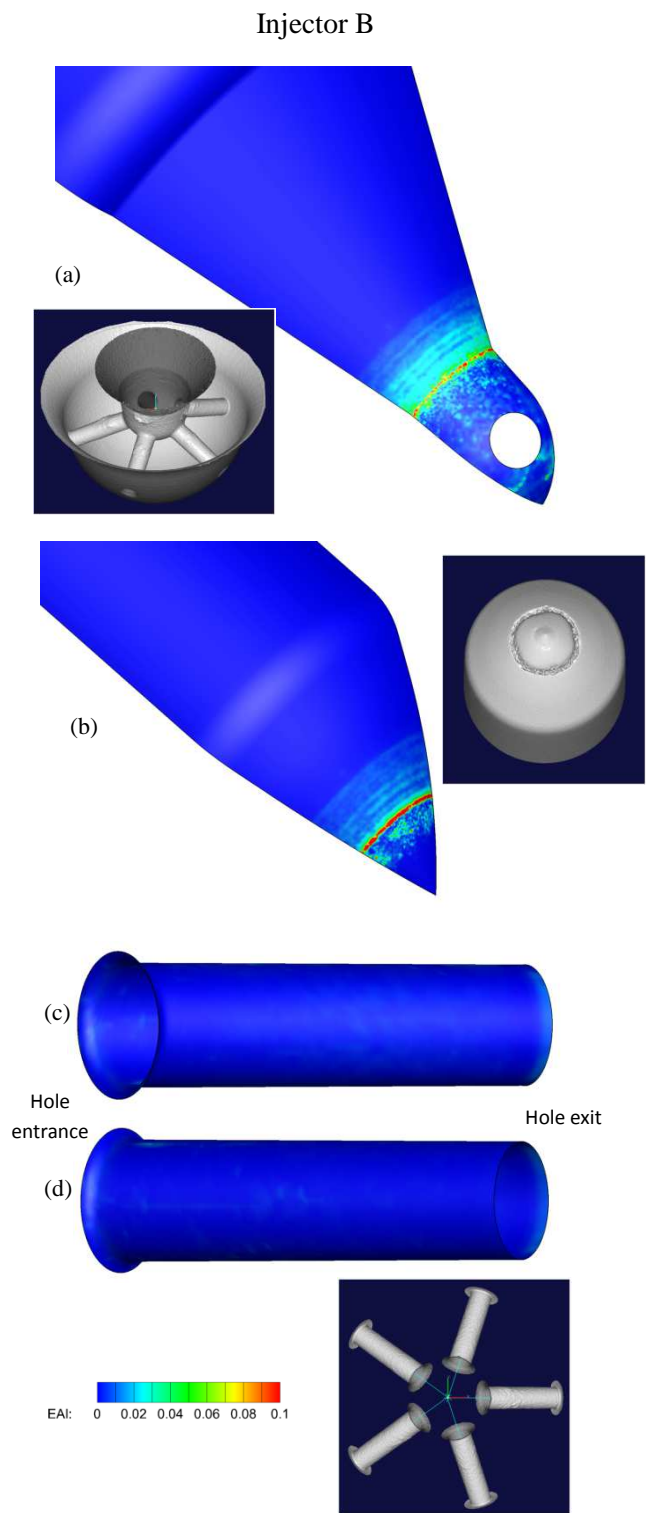 Injector B
(a)
(b)
(c)
Hole
entrance
Hole exit
(d)
EAI: 0 0.02 0.04 0.06 0.08 0.1